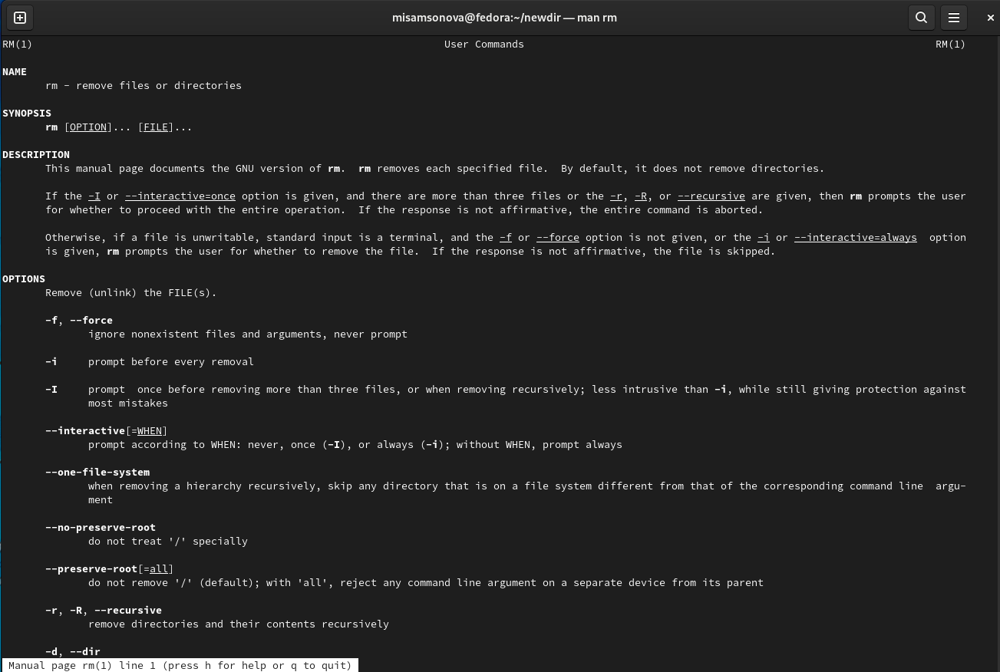 misamsonova@fedora:~/newdir — man rm
RM(1) User Commands RM(1)
NAME
rm - remove files or directories
SYNOPSIS
rm [OPTION]... [FILE]...
DESCRIPTION
This manual page documents the GNU version of rm.  rm removes each specified file.  By default, it does not remove directories.
If the -I or --interactive=once option is given, and there are more than three files or the -r, -R, or --recursive are given, then rm prompts the user
for whether to proceed with the entire operation.  If the response is not affirmative, the entire command is aborted.
Otherwise, if a file is unwritable, standard input is a terminal, and the -f or --force option is not given, or the -i or --interactive=always  option
is given, rm prompts the user for whether to remove the file.  If the response is not affirmative, the file is skipped.
OPTIONS
Remove (unlink) the FILE(s).
-f, --force
ignore nonexistent files and arguments, never prompt
-i prompt before every removal
-I prompt  once before removing more than three files, or when removing recursively; less intrusive than -i, while still giving protection against
most mistakes
--interactive[=WHEN]
prompt according to WHEN: never, once (-I), or always (-i); without WHEN, prompt always
--one-file-system
when removing a hierarchy recursively, skip any directory that is on a file system different from that of the corresponding command line  argu-
ment
--no-preserve-root
do not treat '/' specially
--preserve-root[=all]
do not remove '/' (default); with 'all', reject any command line argument on a separate device from its parent
-r, -R, --recursive
remove directories and their contents recursively
-d, --dir
Manual page rm(1) line 1 (press h for help or q to quit)